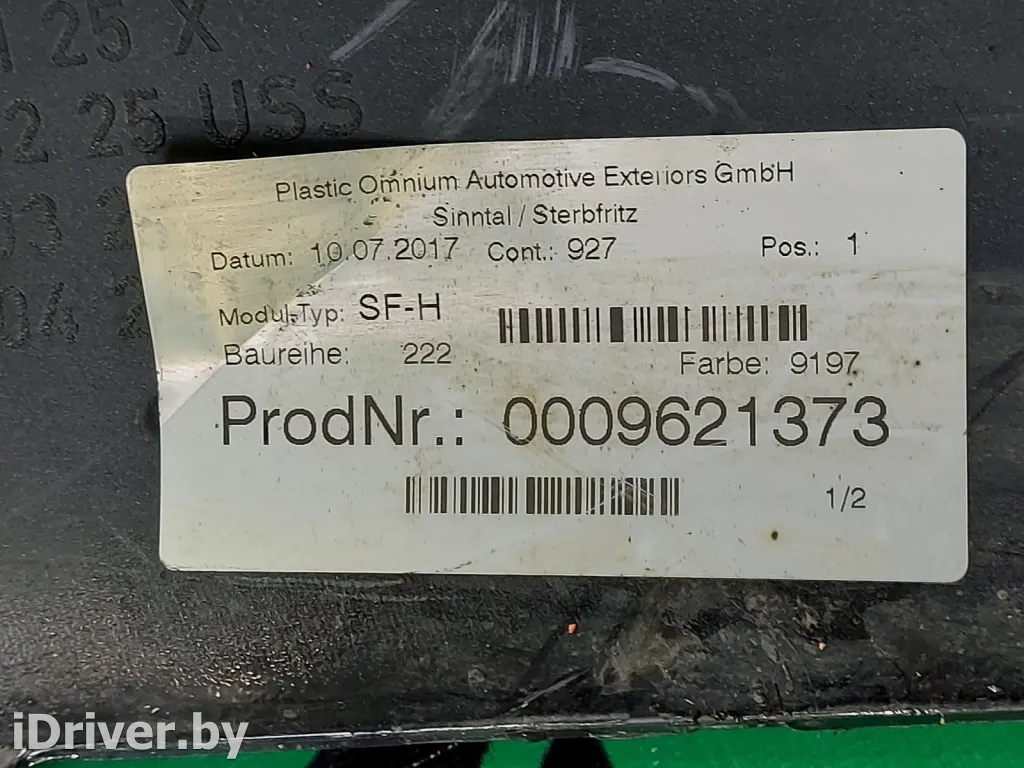 25 X
2 25 USS
Plastic Omnium Automotive Exteriors GmbH
Sinntal / Sterbfritz
Datum: 10.07.2017 Cont.: 927 Pos.: 1
Modul-Typ: SF-H
Baureihe: 222 Farbe: 9197
ProdNr.: 0009621373
1/2
iDriver.by